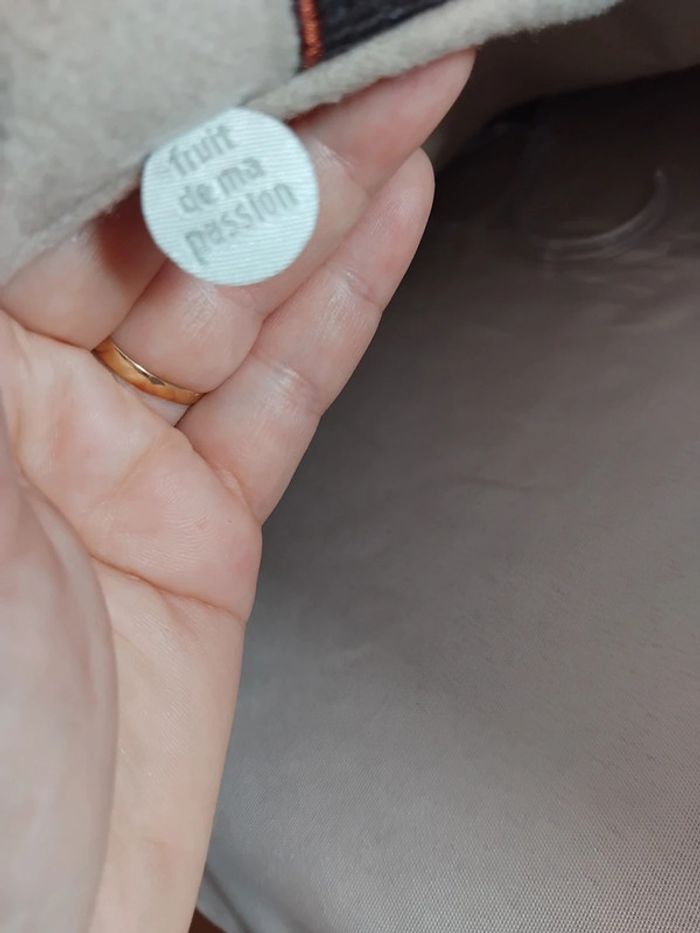 fruit
de ma
passion